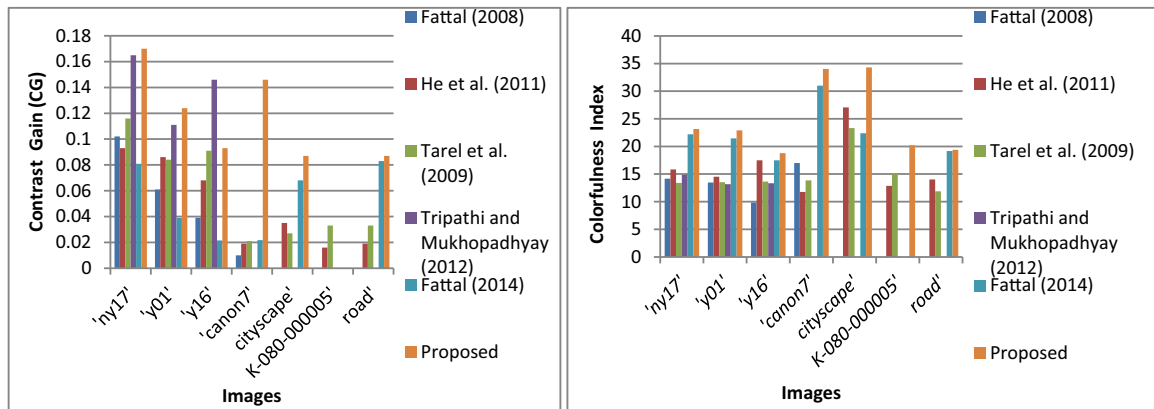 Contrast Gain (CG)
0.18
0.16
0.14
0.12
0.1
0.08
0.06
0.04
0.02
0
'ny17'
'y01'
'y16'
'canon7'
cityscape'
K-080-000005'
road'
Images
Fattal (2008)
He et al. (2011)
Tarel et al.
(2009)
Tripathi and
Mukhopadhyay
(2012)
Fattal (2014)
Proposed
Colorfulness Index
40
35
30
25
20
15
10
5
0
'ny17'
'y01'
'y16'
'canon7'
cityscape'
K-080-000005'
road'
Images
Fattal (2008)
He et al. (2011)
Tarel et al. (2009)
Tripathi and
Mukhopadhyay
(2012)
Fattal (2014)
Proposed